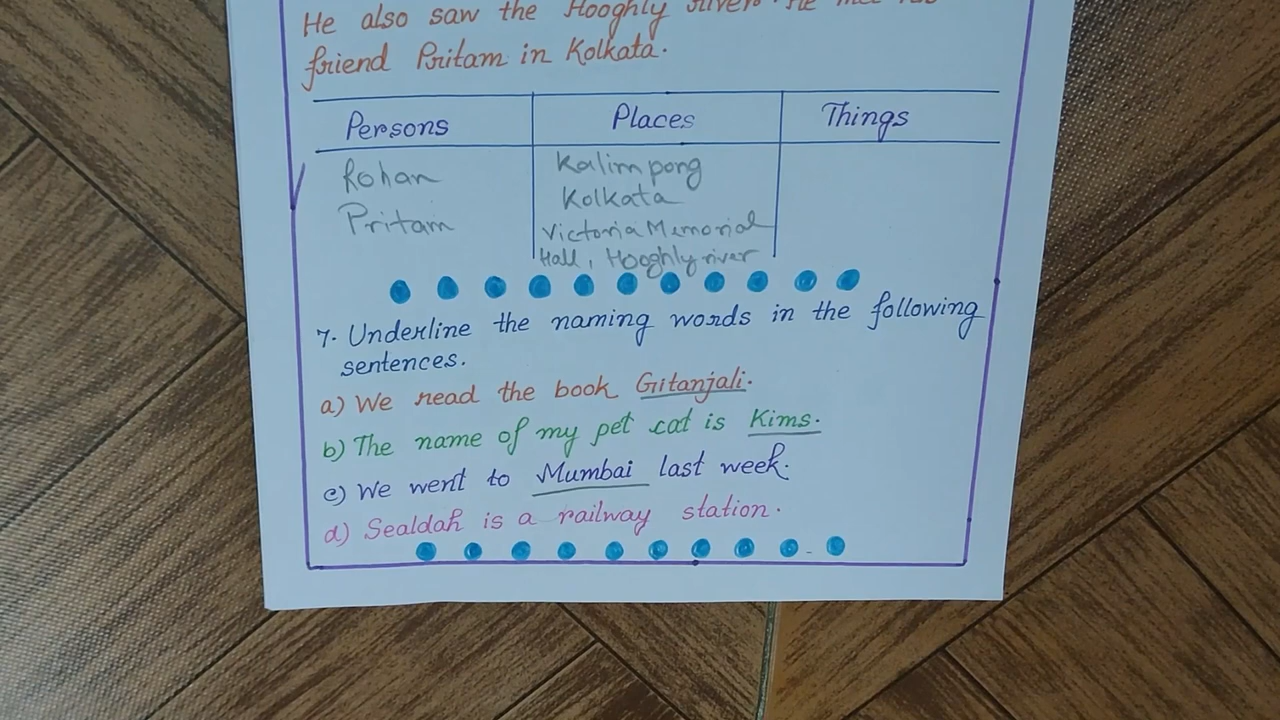 He also saw the Hooghly River. He met
friend Pritam in Kolkata.
Persons Places Things
Rohan Kalimpong
Pritam Kolkata
Victoria Memorial
Hall, Hooghly river
7. Underline the naming words in the following
sentences.
a) We read the book Gitanjali.
b) The name of my pet cat is Kims.
c) We went to Mumbai last week.
d) Sealdah is a railway station.